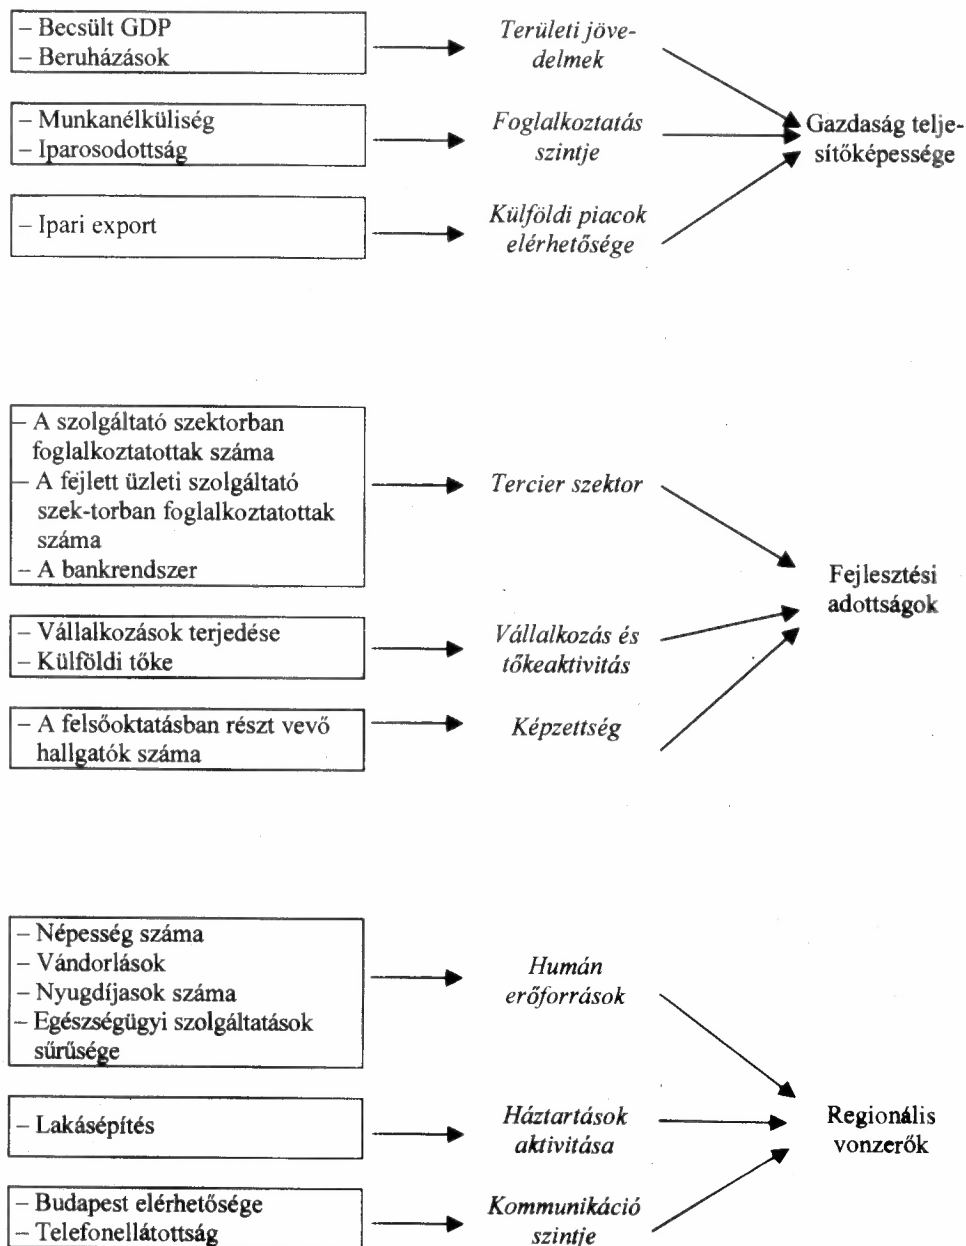 – Becsült GDP
– Beruházások
Területi jöve-
delmek
– Munkanélküliség
– Iparosodottság
Foglalkoztatás
szintje
Gazdaság telje-
sítőképessége
– Ipari export
Külföldi piacok
elérhetősége
– A szolgáltató szektorban
foglalkoztatottak száma
– A fejlett üzleti szolgáltató
szek-torban foglalkoztatottak
száma
– A bankrendszer
Tercier szektor
Fejlesztési
adottságok
– Vállalkozások terjedése
– Külföldi tőke
Vállalkozás és
tőkeaktivitás
– A felsőoktatásban részt vevő
hallgatók száma
Képzettség
– Népesség száma
– Vándorlások
– Nyugdíjasok száma
– Egészségügyi szolgáltatások
sűrűsége
Humán
erőforrások
– Lakásépítés
Háztartások
aktivitása
Regionális
vonzerők
– Budapest elérhetősége
– Telefonellátottság
Kommunikáció
szintje